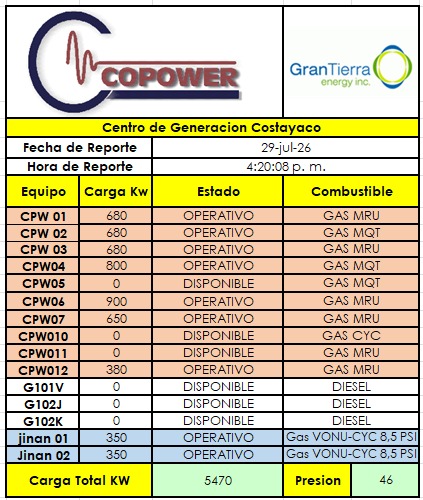 COPOWER
GranTierra
energy inc.
Centro de Generacion Costayaco
Fecha de Reporte 29-jul-26
Hora de Reporte 4:20:08 p. m.
Equipo Carga Kw Estado Combustible
CPW 01 680 OPERATIVO GAS MRU
CPW 02 680 OPERATIVO GAS MQT
CPW 03 680 OPERATIVO GAS MRU
CPW04 800 OPERATIVO GAS MQT
CPW05 0 DISPONIBLE GAS MQT
CPW06 900 OPERATIVO GAS MRU
CPW07 650 OPERATIVO GAS MRU
CPW010 0 DISPONIBLE GAS CYC
CPW011 0 DISPONIBLE GAS MRU
CPW012 380 OPERATIVO GAS MRU
G101V 0 DISPONIBLE DIESEL
G102J 0 DISPONIBLE DIESEL
G102K 0 DISPONIBLE DIESEL
jinan 01 350 OPERATIVO Gas VONU-CYC 8,5 PSI
Jinan 02 350 OPERATIVO Gas VONU-CYC 8,5 PSI
Carga Total KW 5470 Presion 46